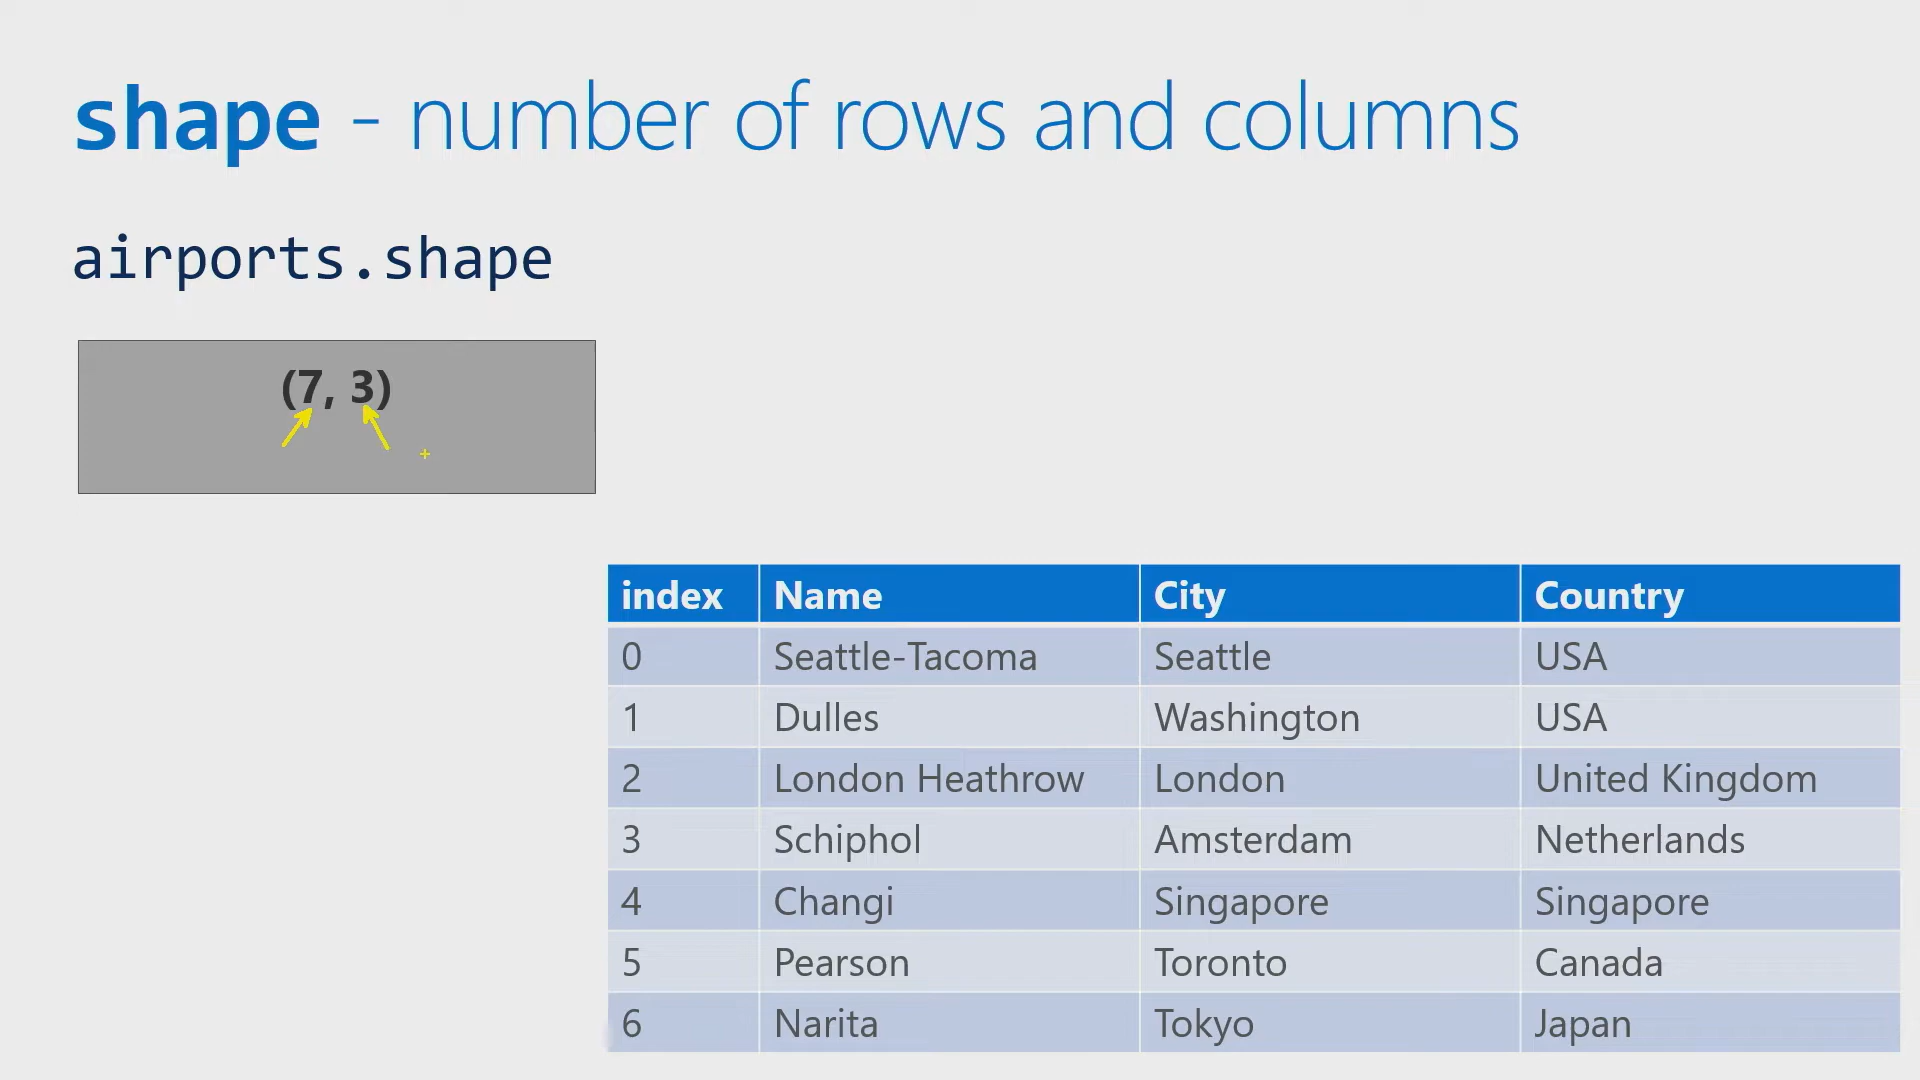 shape - number of rows and columns
airports.shape
(7, 3)
index Name City Country
0 Seattle-Tacoma Seattle USA
1 Dulles Washington USA
2 London Heathrow London United Kingdom
3 Schiphol Amsterdam Netherlands
4 Changi Singapore Singapore
5 Pearson Toronto Canada
6 Narita Tokyo Japan